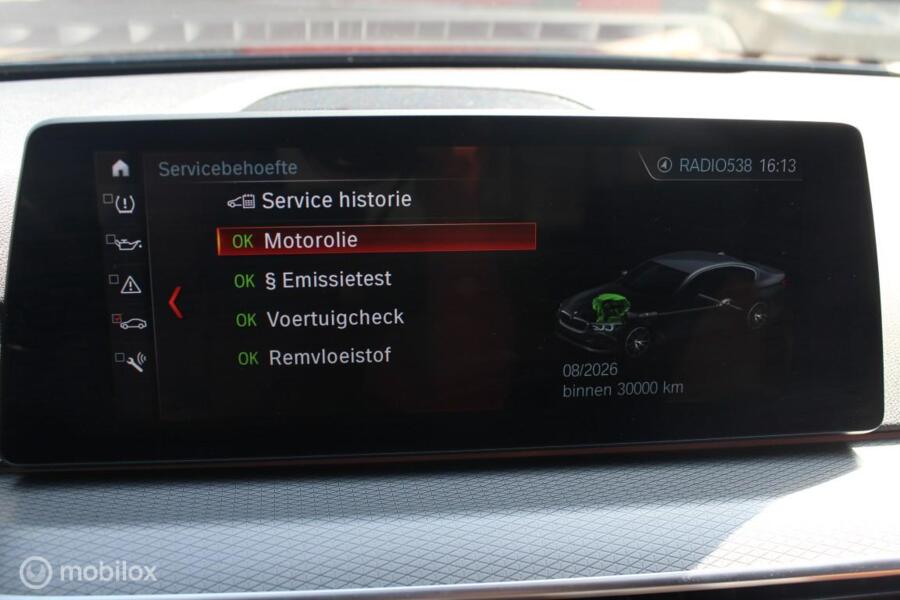 Servicebehoefte
RADIO538 16:13
Service historie
OK Motorolie
OK § Emissietest
OK Voertuigcheck
OK Remvloeistof
08/2026
binnen 30000 km
mobilox